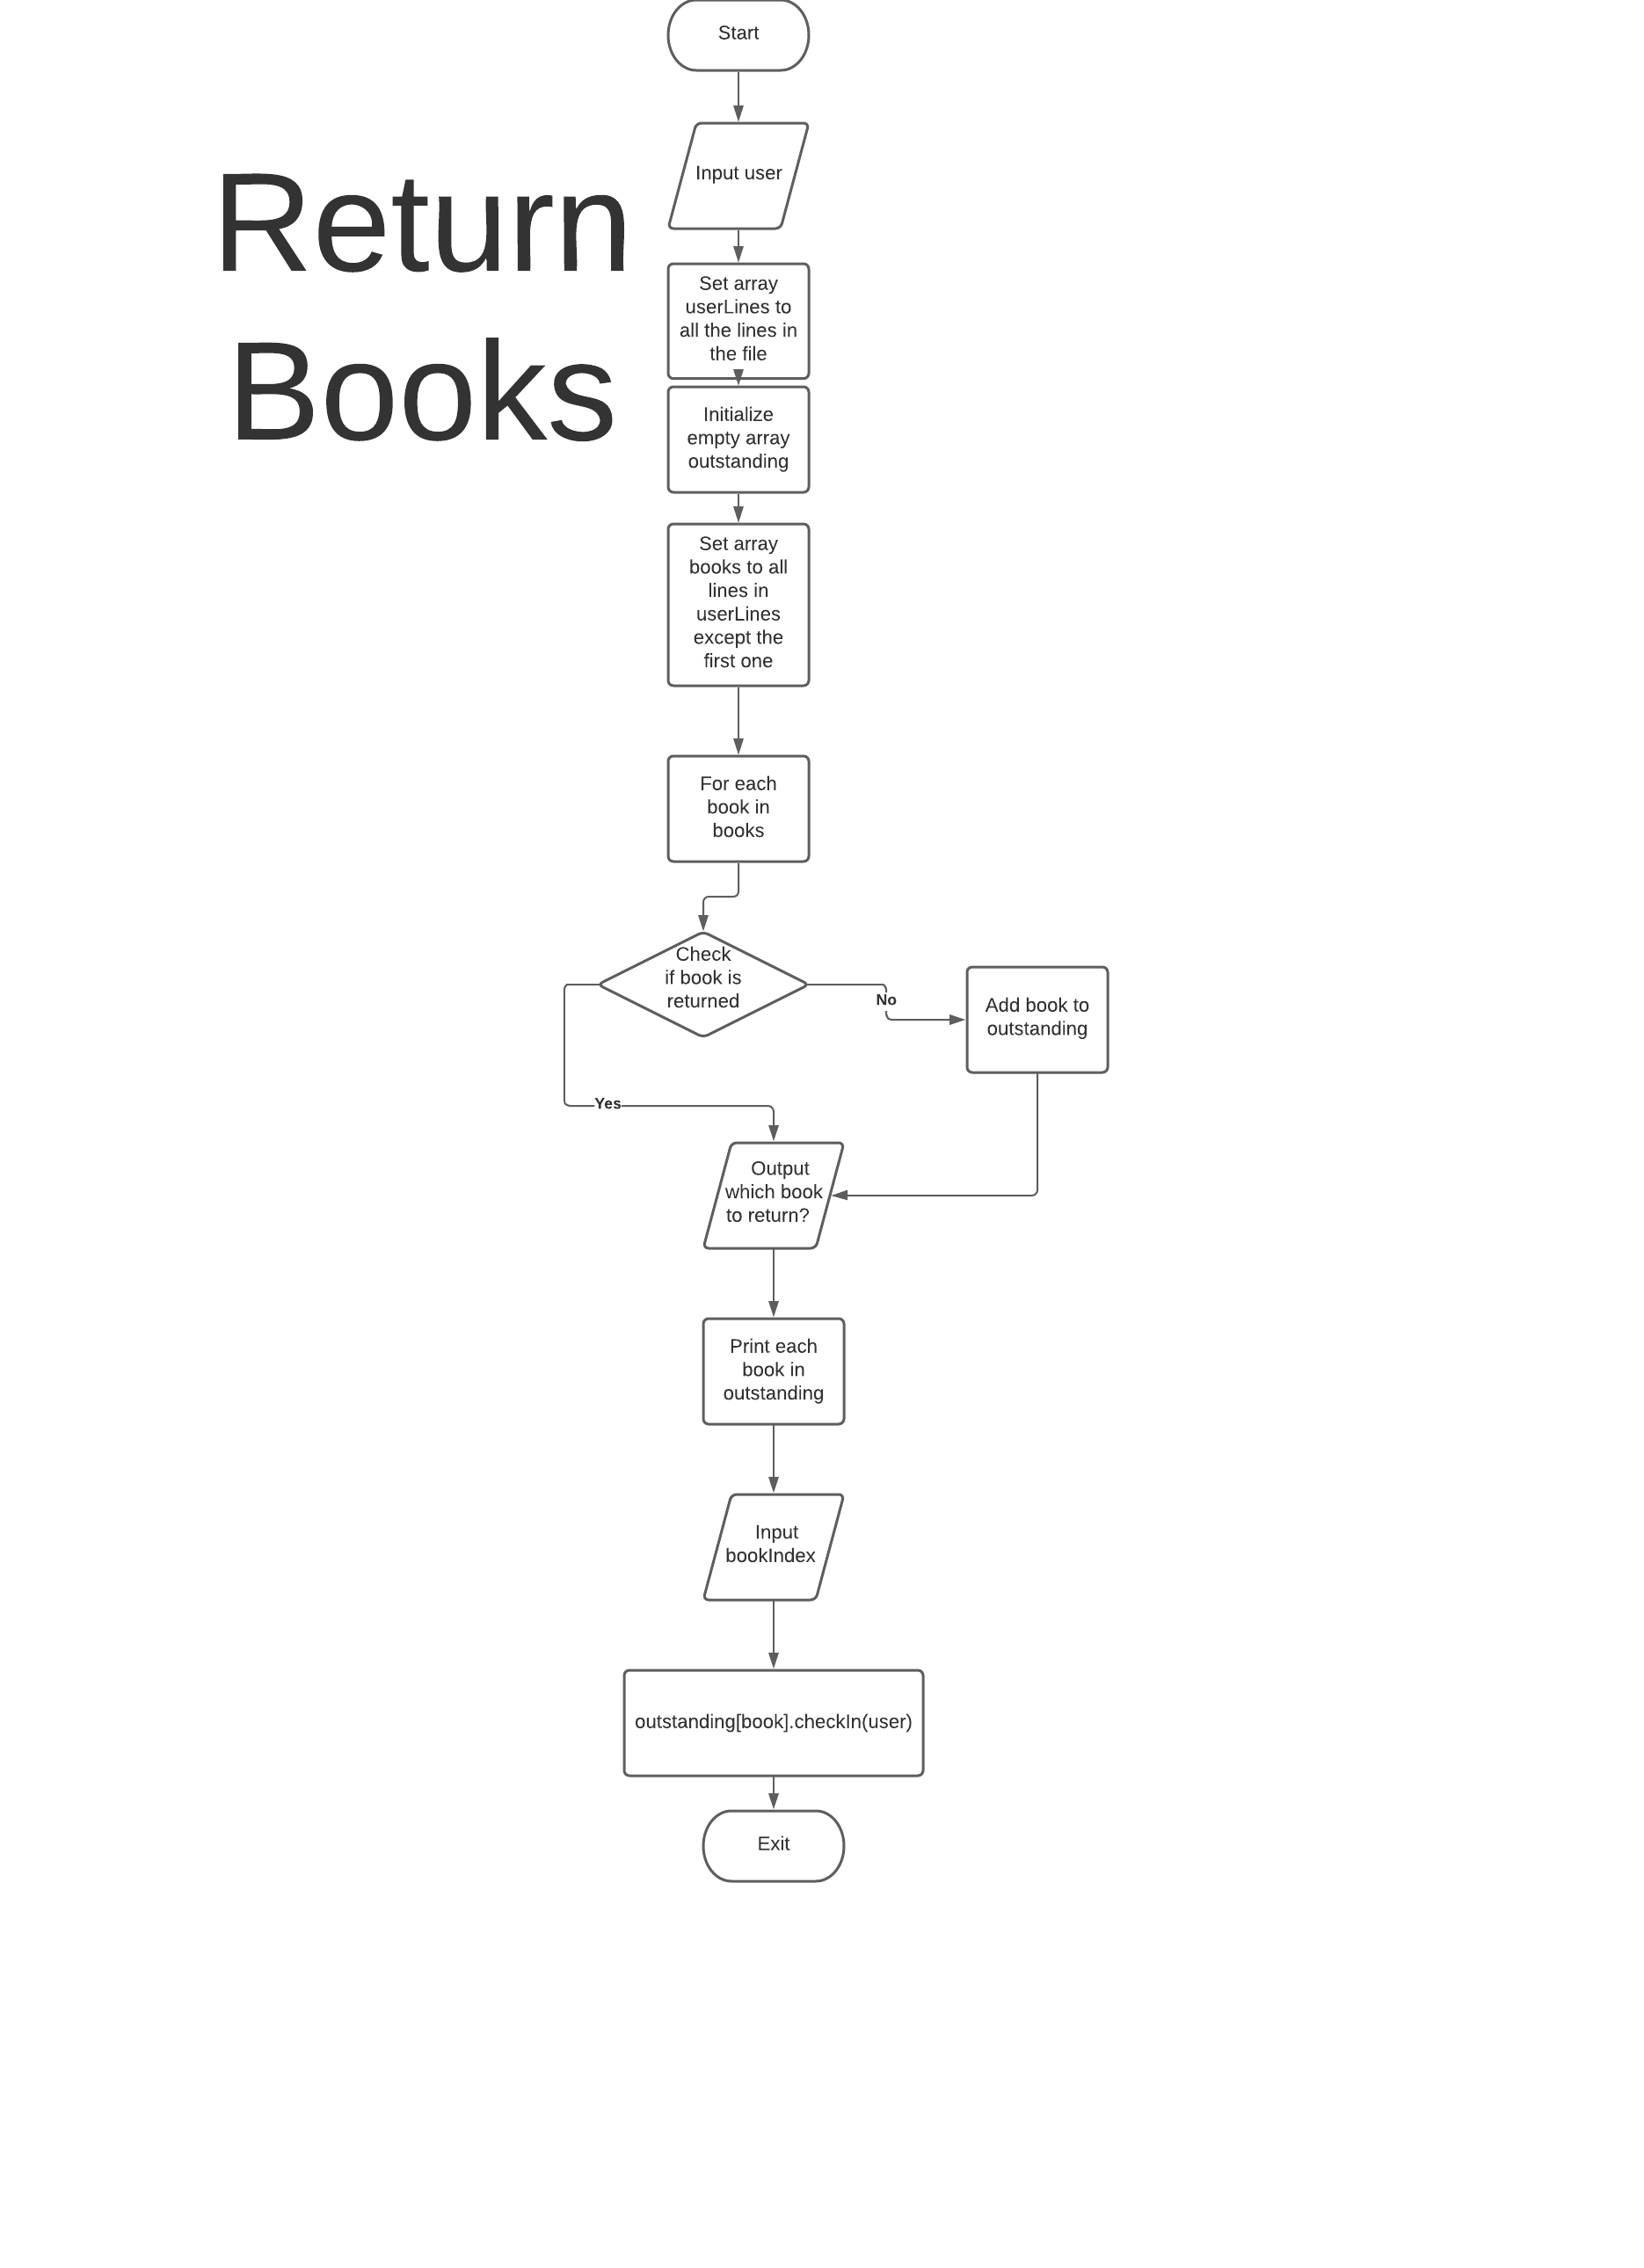 Return
Books
Start
Input user
Set array
userLines to
all the lines in
the file
Initialize
empty array
outstanding
Set array
books to all
lines in
userLines
except the
first one
For each
book in
books
Check
if book is
returned
No
Add book to
outstanding
Yes
Output
which book
to return?
Print each
book in
outstanding
Input
bookIndex
outstanding[book].checkIn(user)
Exit